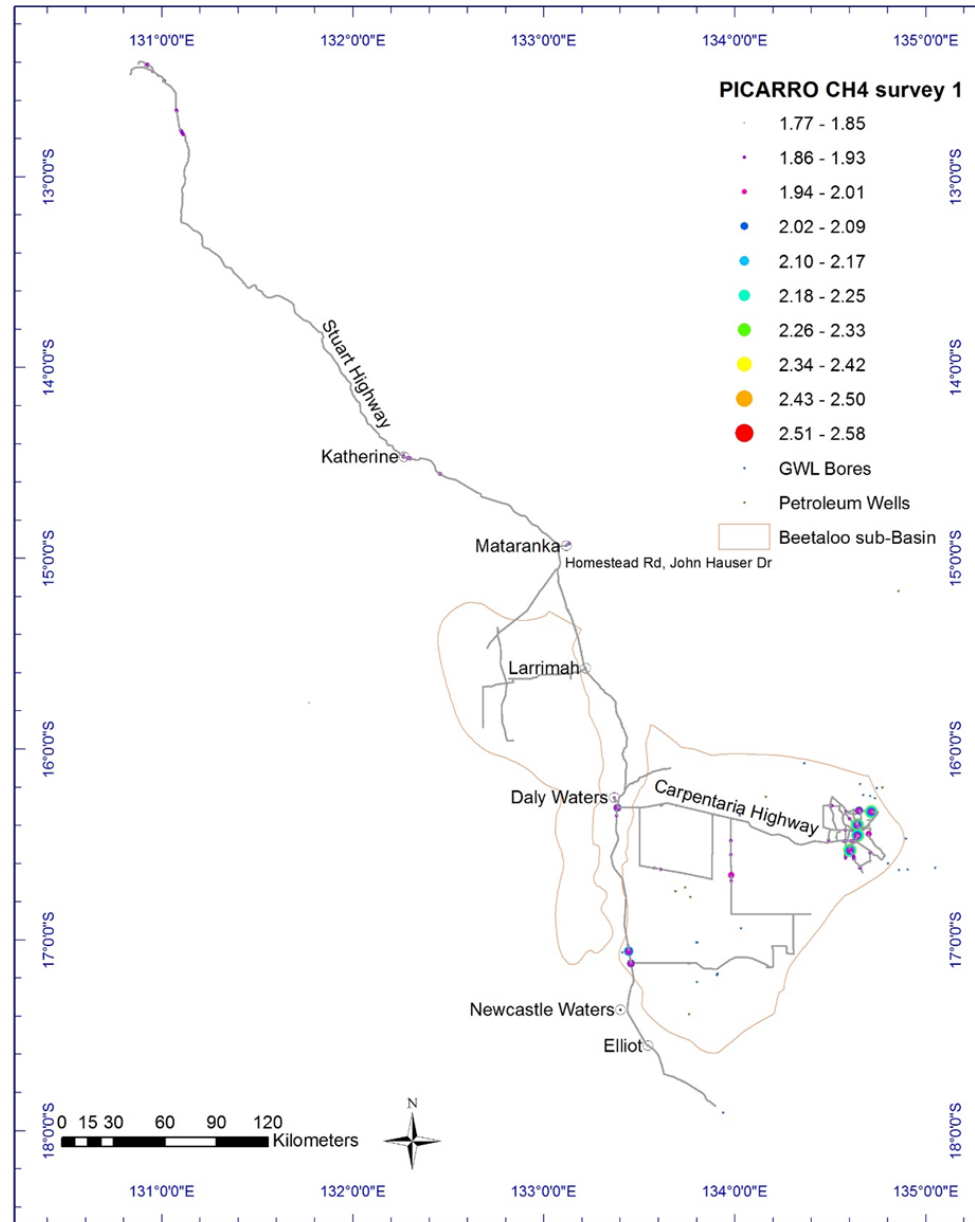 131°0'0"E 132°0'0"E 133°0'0"E 134°0'0"E 135°0'0"E
PICARRO CH4 survey 1
1.77 - 1.85
1.86 - 1.93
1.94 - 2.01
2.02 - 2.09
2.10 - 2.17
2.18 - 2.25
2.26 - 2.33
2.34 - 2.42
2.43 - 2.50
2.51 - 2.58
GWL Bores
Petroleum Wells
Beetaloo sub-Basin
13°0'0"S
13°0'0"S
14°0'0"S
14°0'0"S
Stuart Highway
Katherine
Mataranka
Homestead Rd, John Hauser Dr
15°0'0"S
15°0'0"S
Larrimah
16°0'0"S
16°0'0"S
Daly Waters
Carpentaria Highway
17°0'0"S
17°0'0"S
Newcastle Waters
Elliot
18°0'0"S
18°0'0"S
N
0 15 30 60 90 120
Kilometers
131°0'0"E 132°0'0"E 133°0'0"E 134°0'0"E 135°0'0"E